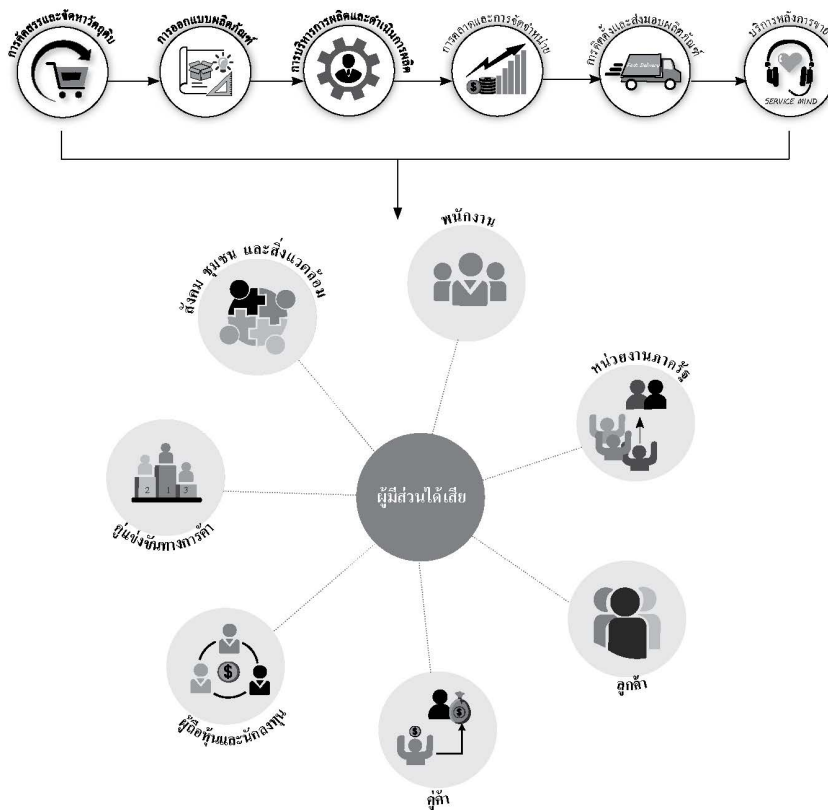 การคัดสรรและจัดหาวัตถุดิบ
การออกแบบผลิตภัณฑ์
การบริหารการผลิตและดำเนินการผลิต
การตลาดและการจัดจำหน่าย
การติดตั้งและส่งมอบผลิตภัณฑ์
Fast Delivery
บริการหลังการขาย
SERVICE MIND
พนักงาน
สังคม ชุมชน และสิ่งแวดล้อม
หน่วยงานภาครัฐ
ผู้มีส่วนได้เสีย
2 1 3
คู่แข่งขันทางการค้า
ลูกค้า
ผู้ถือหุ้นและนักลงทุน
คู่ค้า